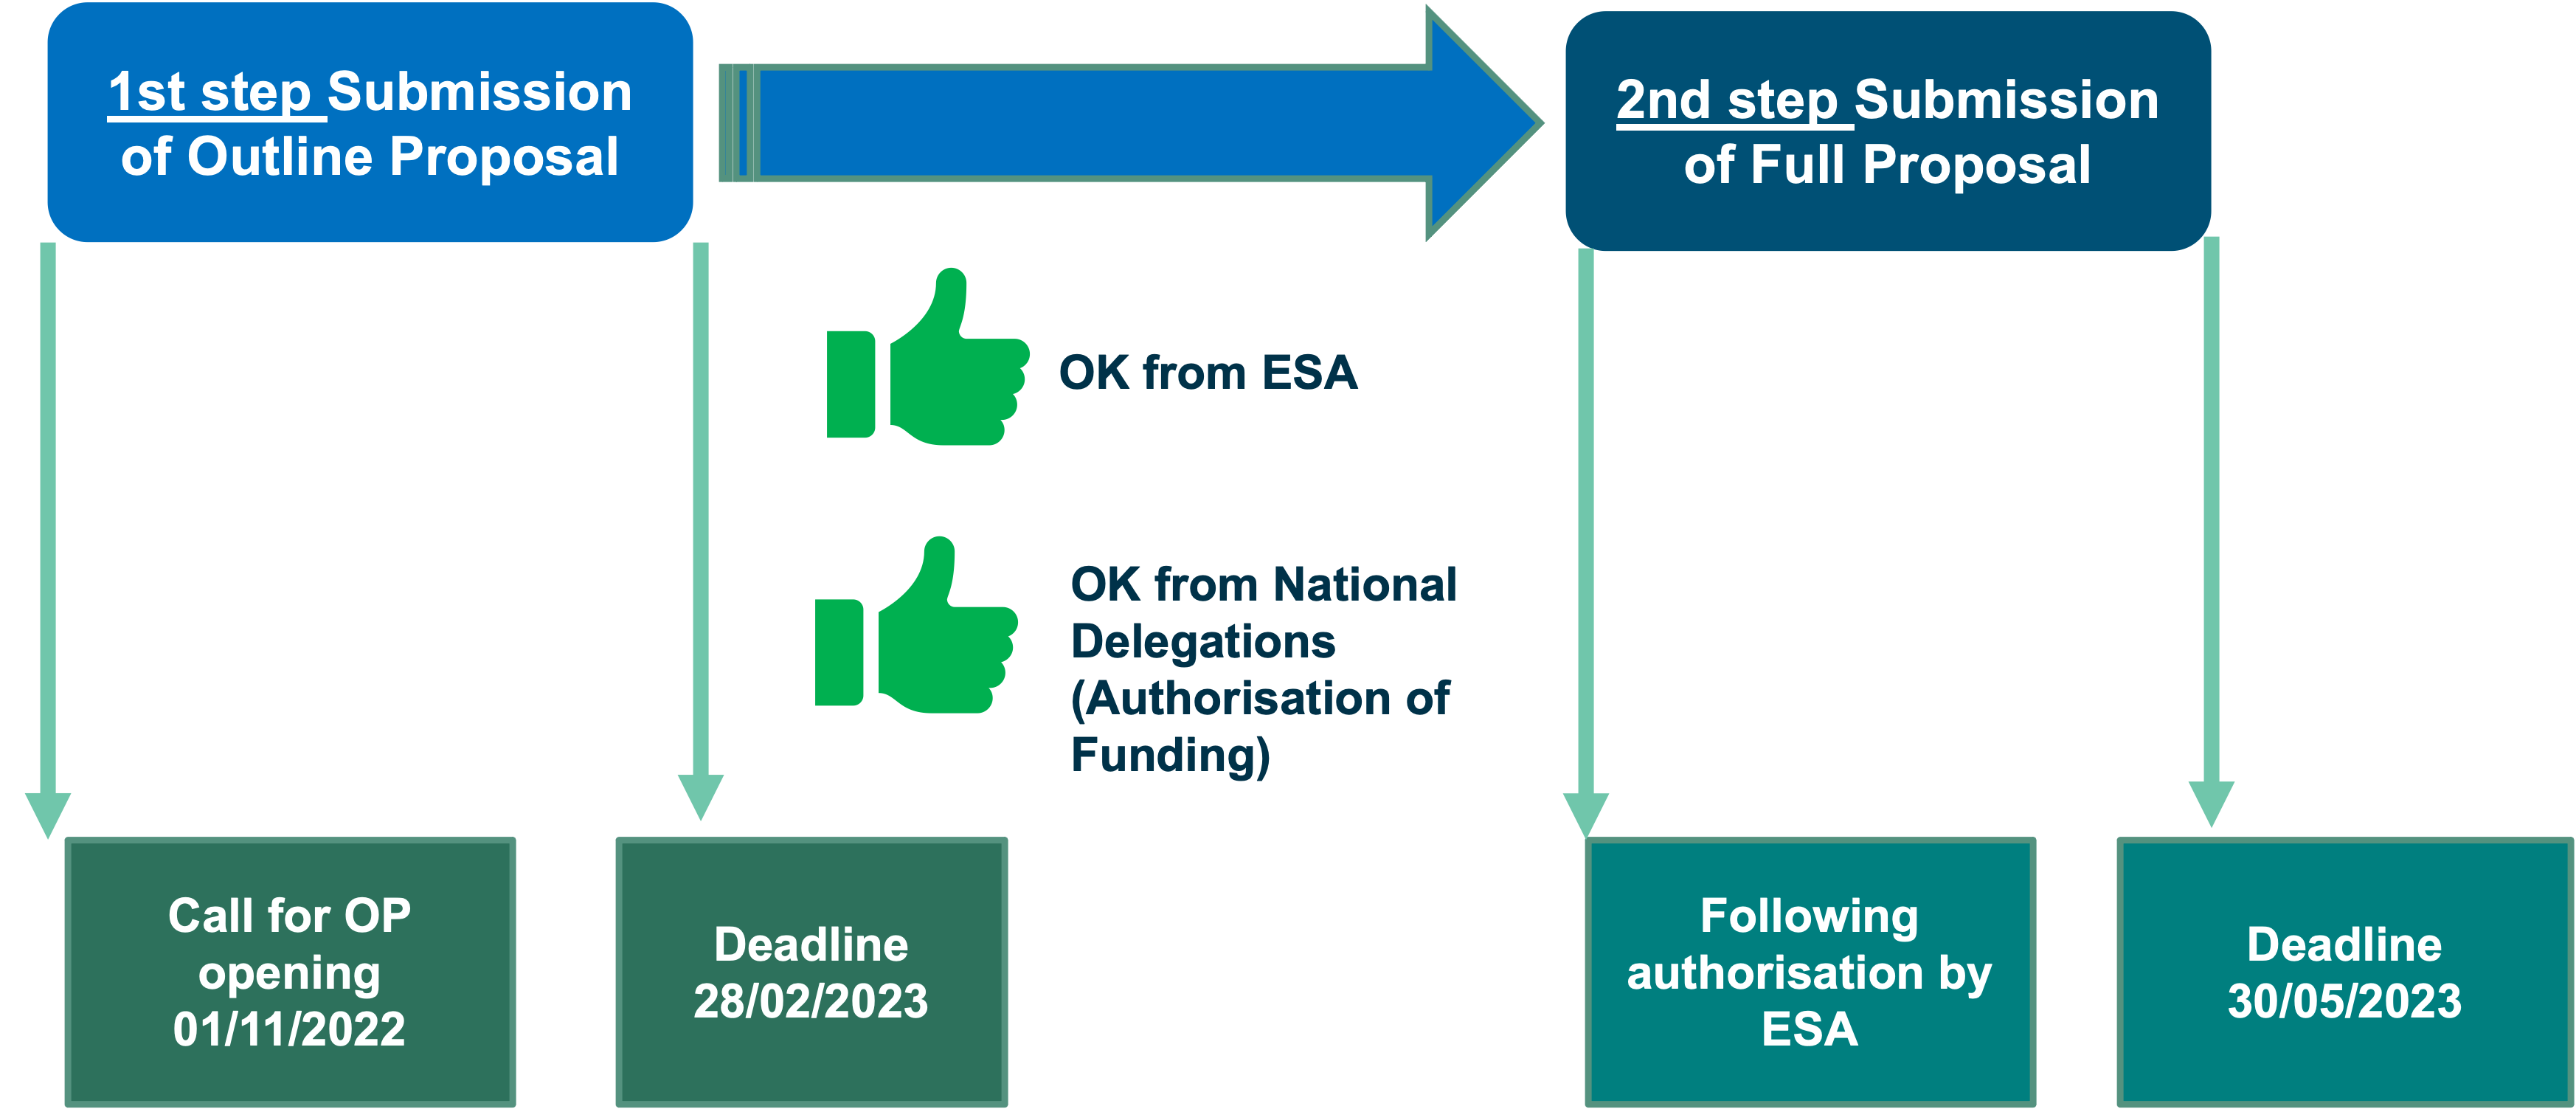 1st step Submission
of Outline Proposal
2nd step Submission
of Full Proposal
OK from ESA
OK from National
Delegations
(Authorisation of
Funding)
Call for OP
opening
01/11/2022
Deadline
28/02/2023
Following
authorisation by
ESA
Deadline
30/05/2023